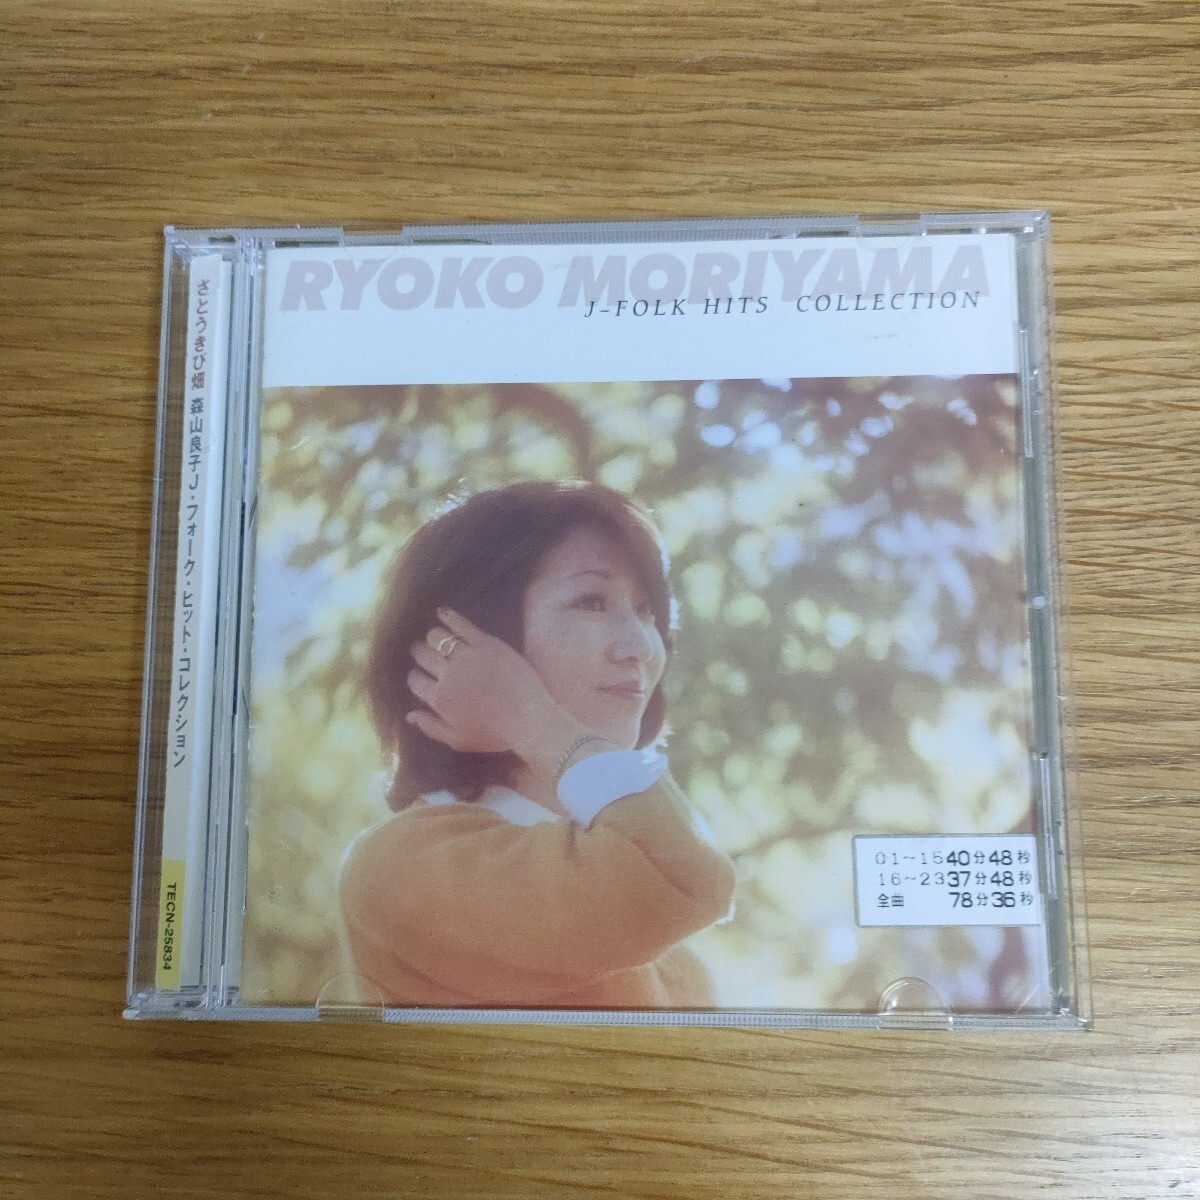 RYOKO MORIYAMA
J-FOLK HITS COLLECTION
さとうきび畑 森山良子 J・フォーク・ヒット・コレクション
TECN-25834
01～15 40分48秒
16～23 37分48秒
全曲 78分36秒